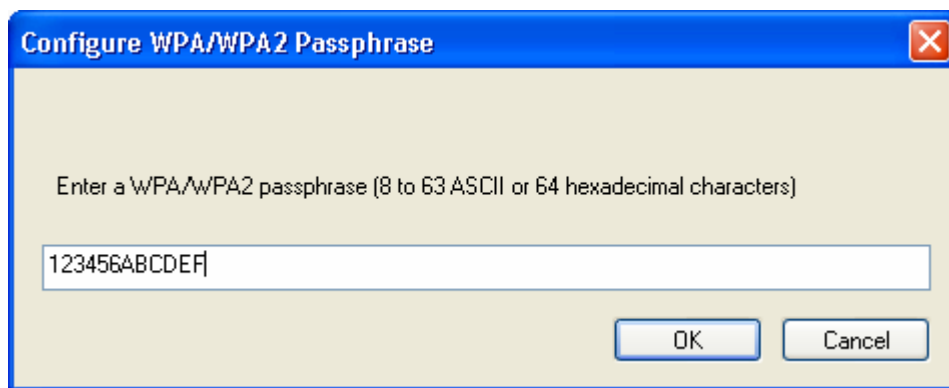 Configure WPA/WPA2 Passphrase
Enter a WPA/WPA2 passphrase (8 to 63 ASCII or 64 hexadecimal characters)
123456ABCDEF
OK Cancel